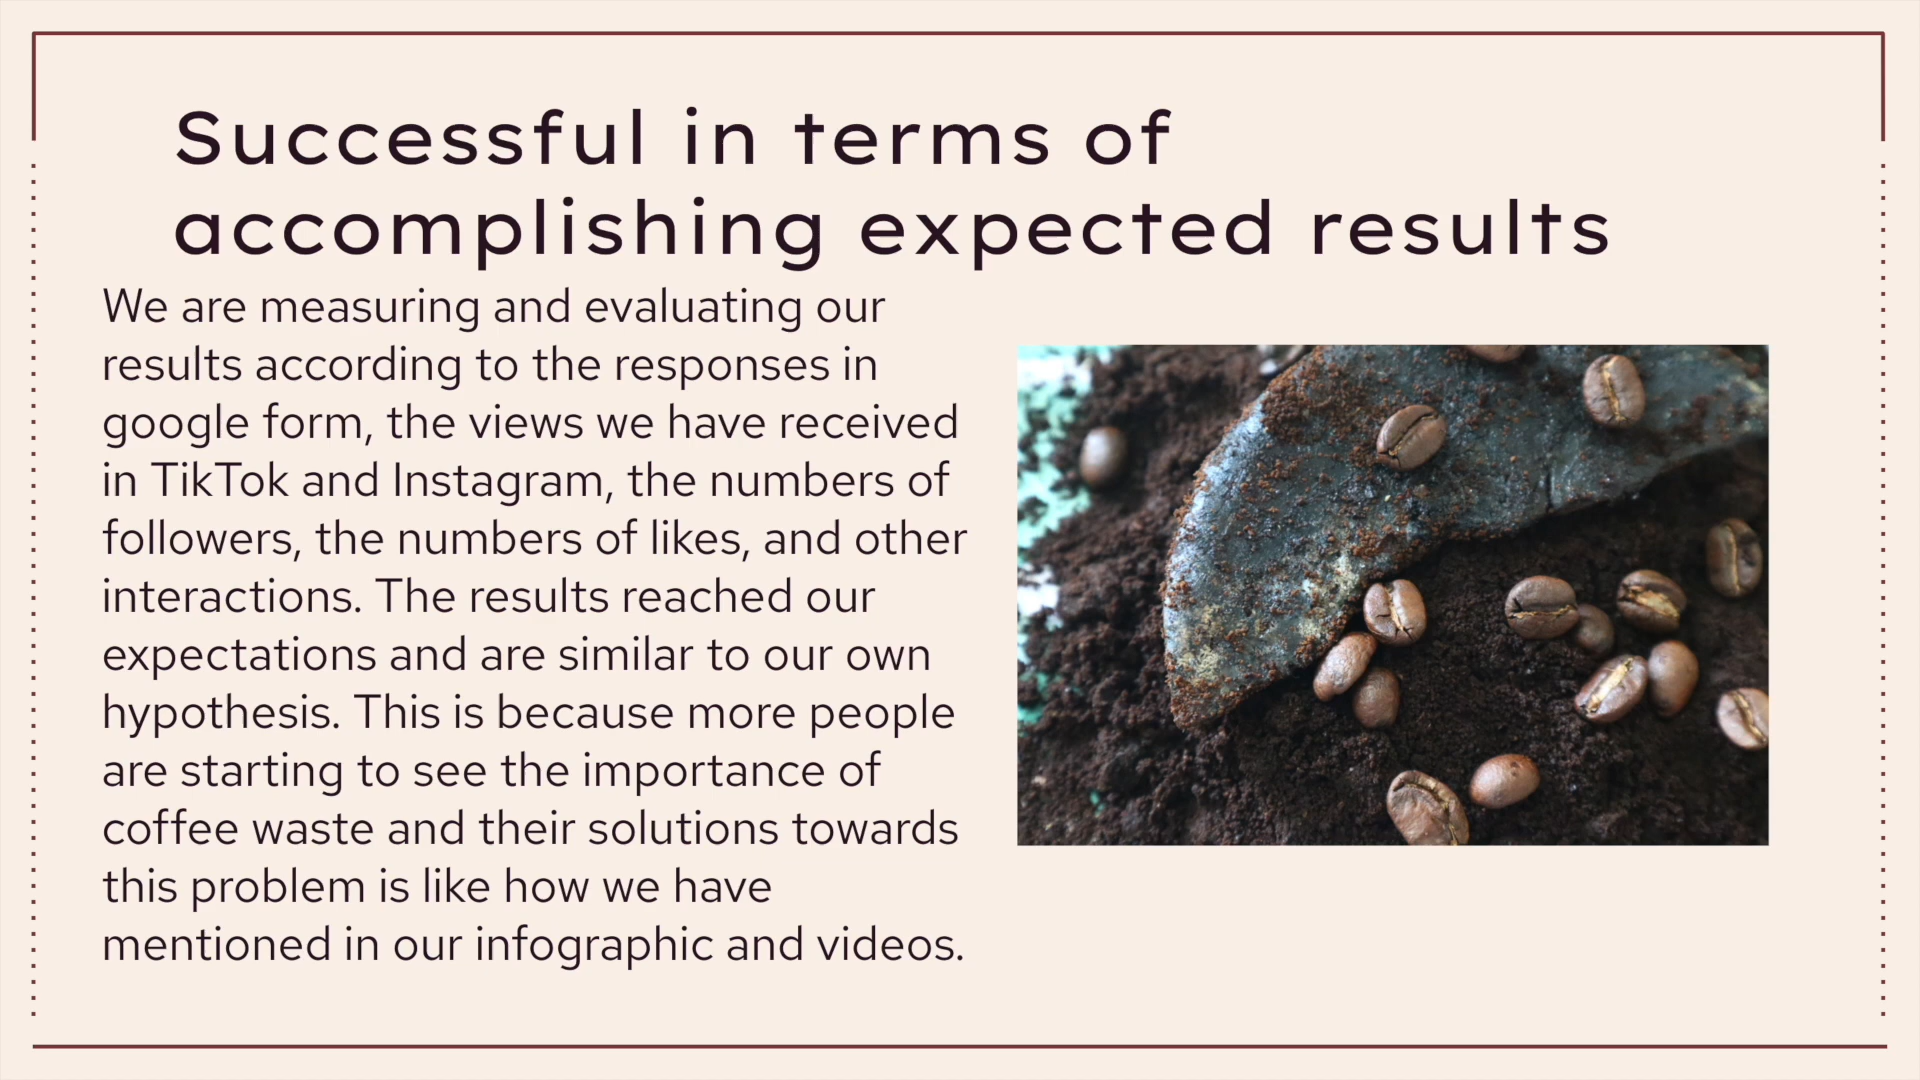 Successful in terms of
accomplishing expected results
We are measuring and evaluating our
results according to the responses in
google form, the views we have received
in TikTok and Instagram, the numbers of
followers, the numbers of likes, and other
interactions. The results reached our
expectations and are similar to our own
hypothesis. This is because more people
are starting to see the importance of
coffee waste and their solutions towards
this problem is like how we have
mentioned in our infographic and videos.